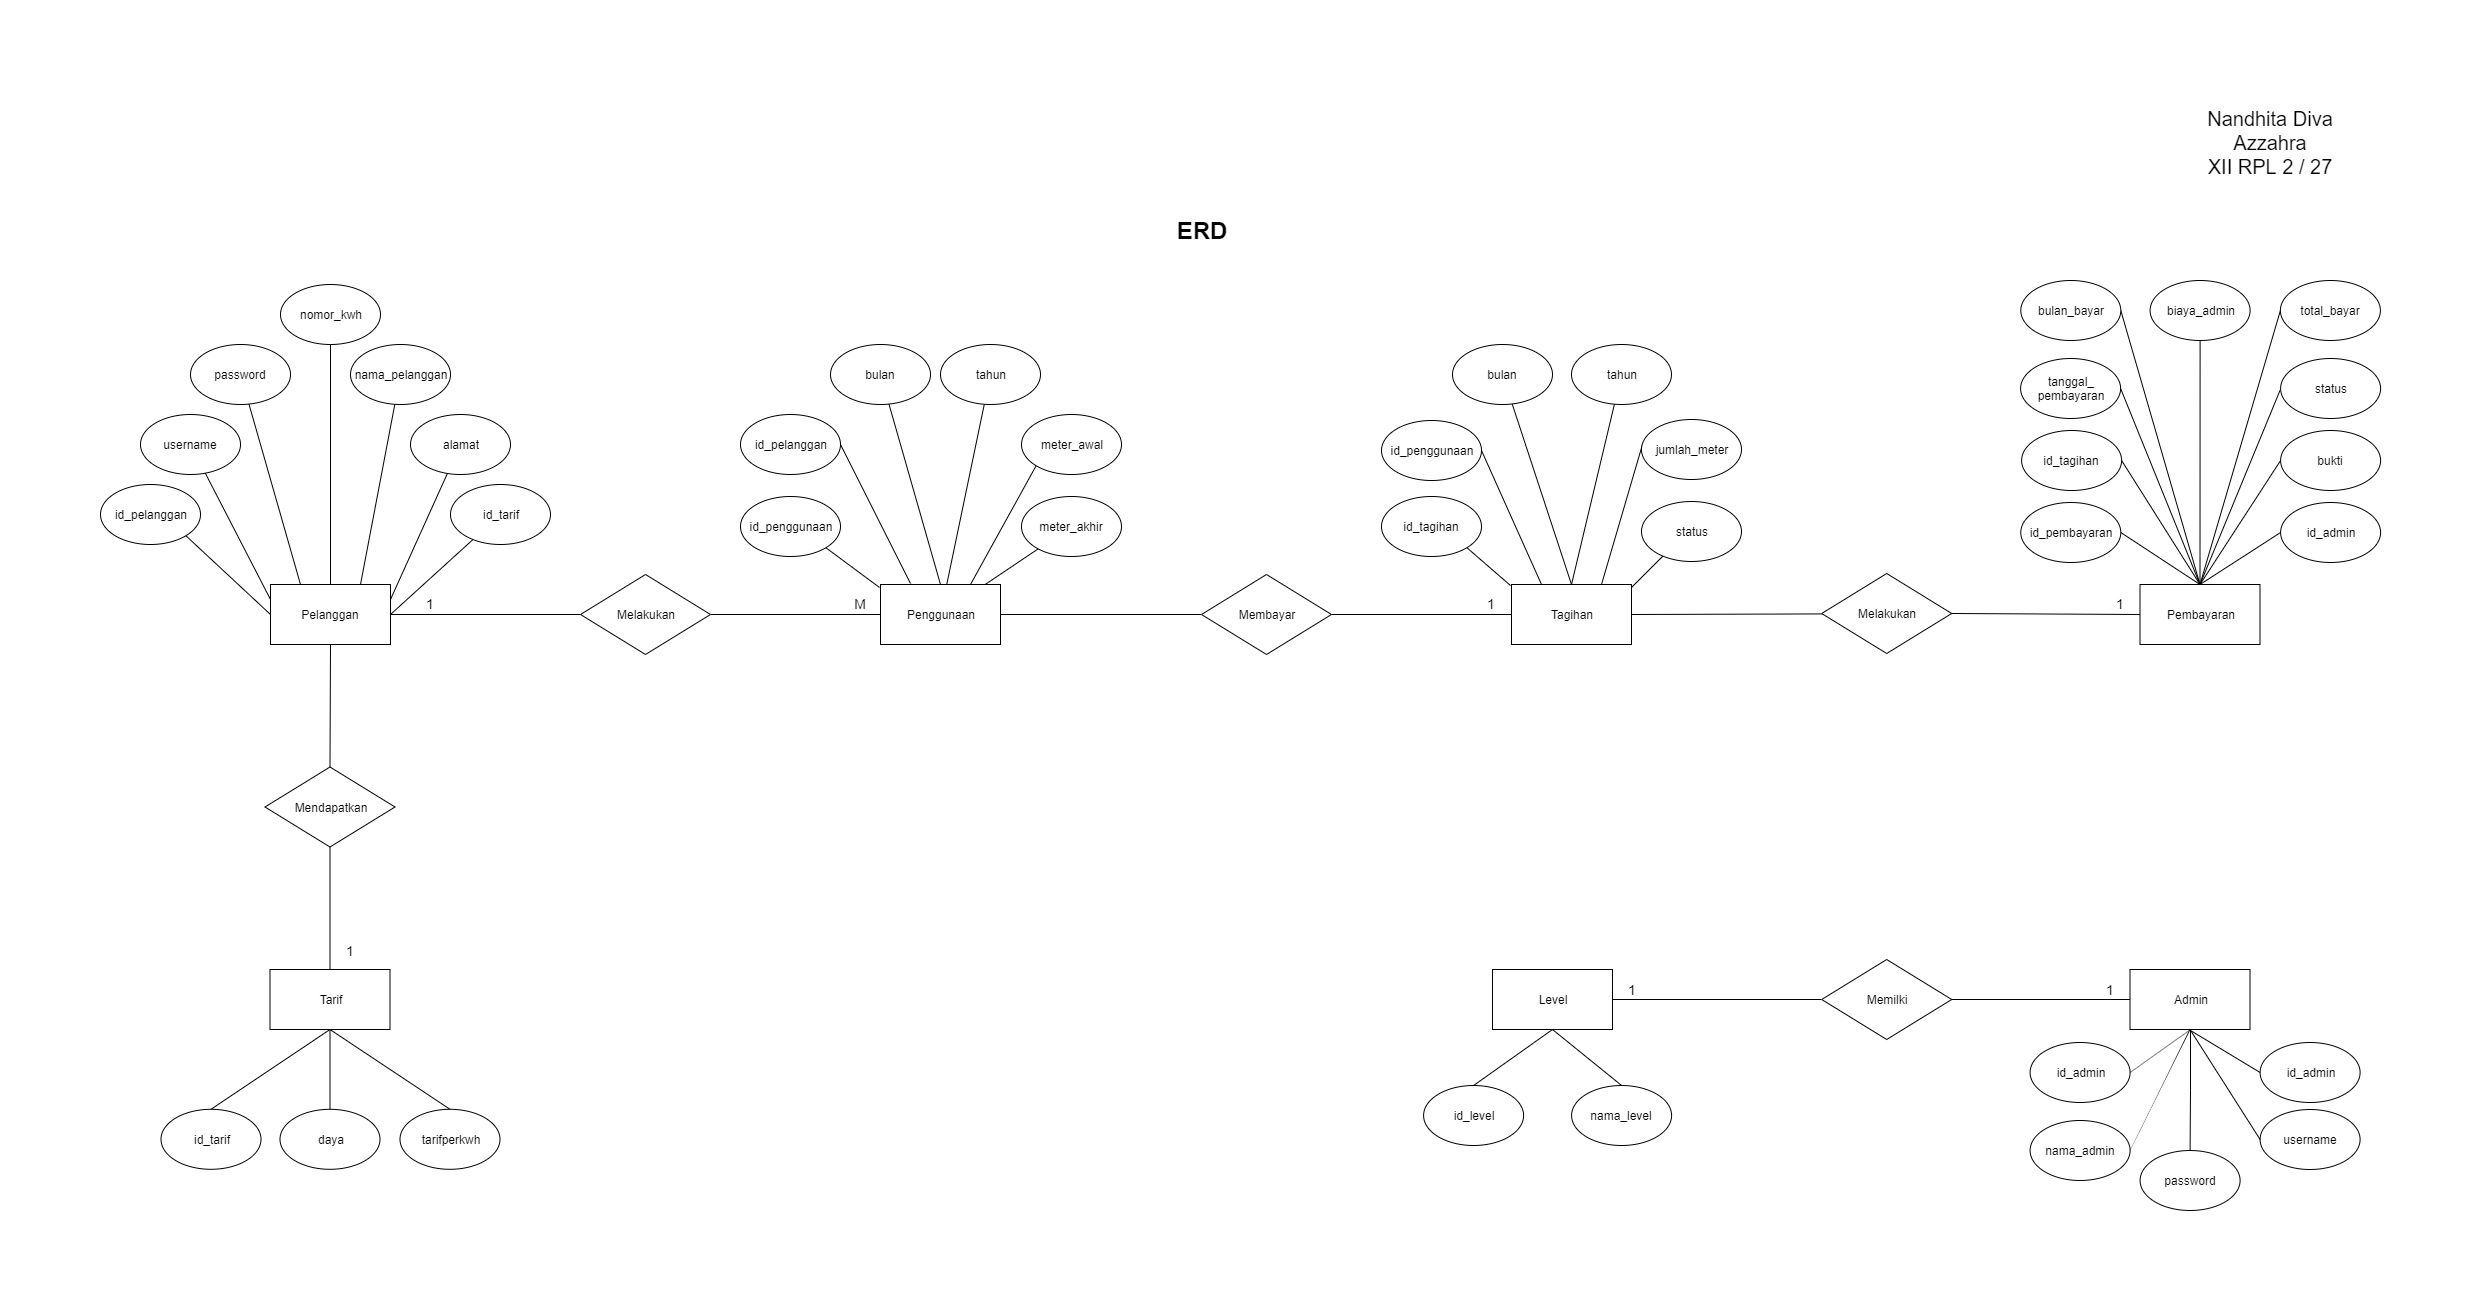 Nandhita Diva
Azzahra
XII RPL 2 / 27
ERD
nomor_kwh
password
nama_pelanggan
username
alamat
id_pelanggan
id_tarif
bulan
tahun
id_pelanggan
meter_awal
id_penggunaan
meter_akhir
bulan
tahun
id_penggunaan
jumlah_meter
id_tagihan
status
bulan_bayar
biaya_admin
total_bayar
tanggal_
pembayaran
status
id_tagihan
bukti
id_pembayaran
id_admin
Pelanggan
1
Melakukan
M
Penggunaan
Membayar
1
Tagihan
Melakukan
1
Pembayaran
Mendapatkan
1
Tarif
id_tarif
daya
tarifperkwh
Level
1
Memilki
1
Admin
id_level
nama_level
id_admin
id_admin
nama_admin
username
password